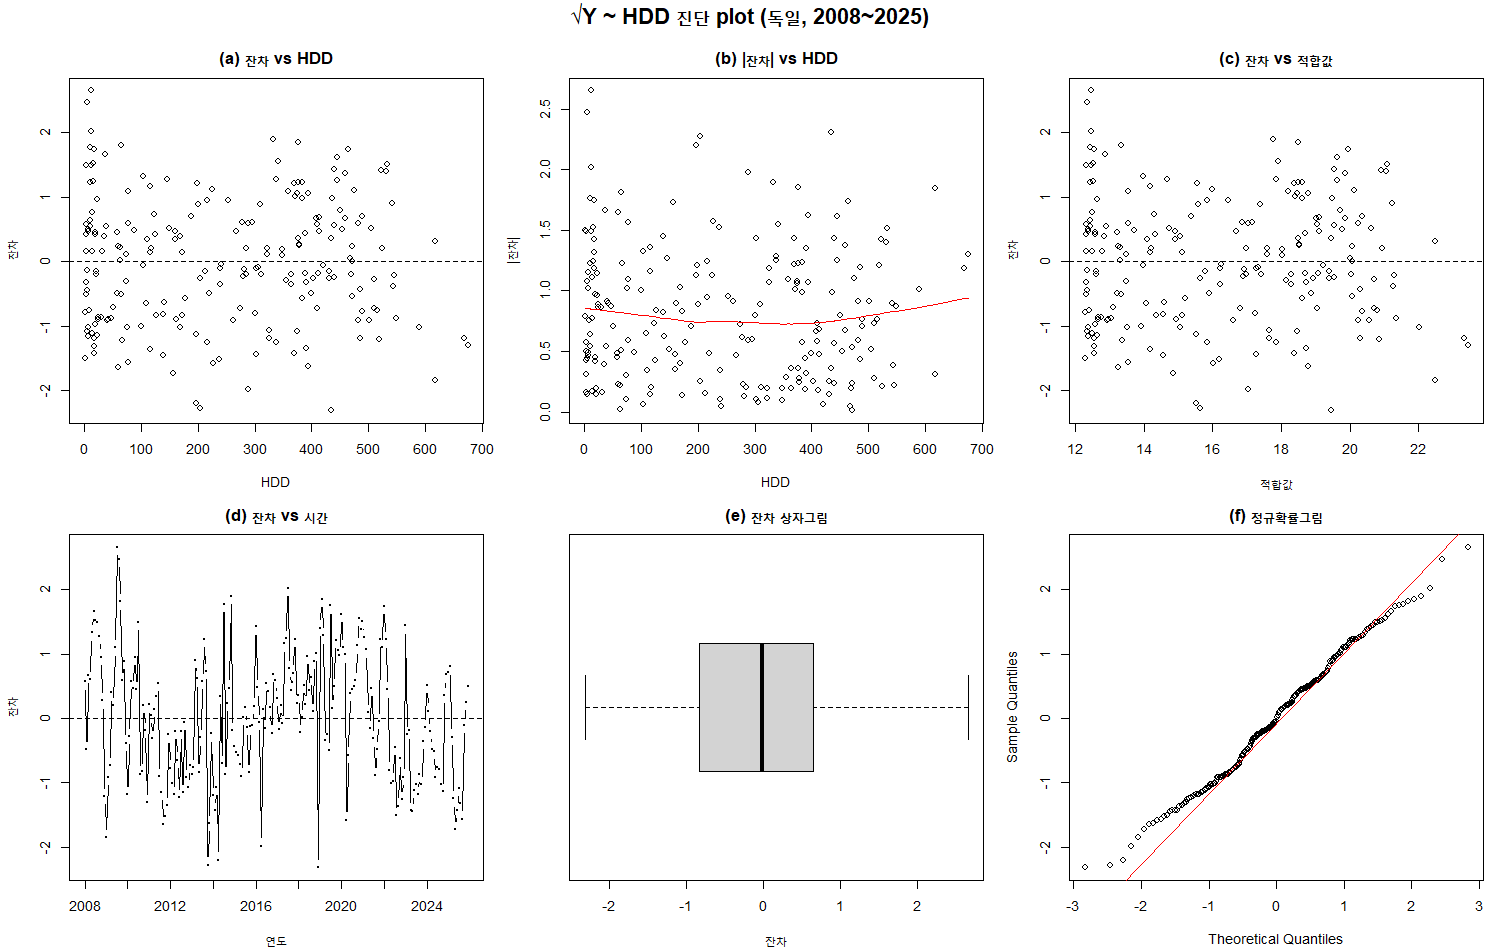 √Y ~ HDD 진단 plot (독일, 2008~2025)
(a) 잔차 vs HDD
잔차
2
1
0
-1
-2
0 100 200 300 400 500 600 700
HDD
(b) |잔차| vs HDD
|잔차|
2.5
2.0
1.5
1.0
0.5
0.0
0 100 200 300 400 500 600 700
HDD
(c) 잔차 vs 적합값
잔차
2
1
0
-1
-2
12 14 16 18 20 22
적합값
(d) 잔차 vs 시간
잔차
2
1
0
-1
-2
2008 2012 2016 2020 2024
연도
(e) 잔차 상자그림
-2 -1 0 1 2
잔차
(f) 정규확률그림
Sample Quantiles
2
1
0
-1
-2
-3 -2 -1 0 1 2 3
Theoretical Quantiles